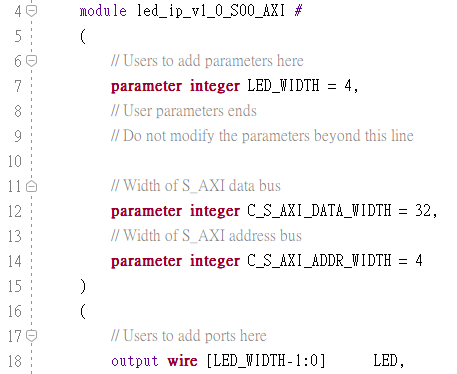 4 module led_ip_v1_0_S00_AXI #
5 (
6 // Users to add parameters here
7 parameter integer LED_WIDTH = 4,
8 // User parameters ends
9 // Do not modify the parameters beyond this line
10
11 // Width of S_AXI data bus
12 parameter integer C_S_AXI_DATA_WIDTH = 32,
13 // Width of S_AXI address bus
14 parameter integer C_S_AXI_ADDR_WIDTH = 4
15 )
16 (
17 // Users to add ports here
18 output wire [LED_WIDTH-1:0] LED,